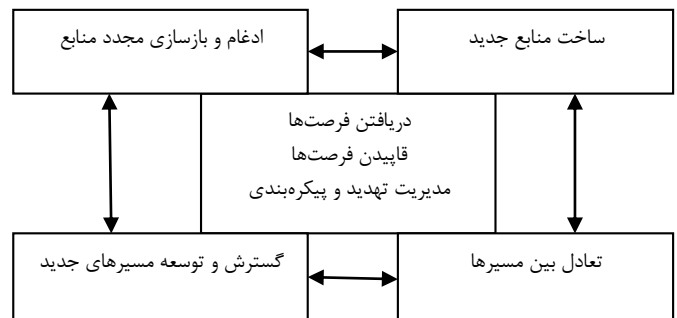 ساخت منابع جدید
ادغام و بازسازی مجدد منابع
دریافتن فرصت‌ها
قاپیدن فرصت‌ها
مدیریت تهدید و پیکره‌بندی
تعادل بین مسیرها
گسترش و توسعه مسیرهای جدید